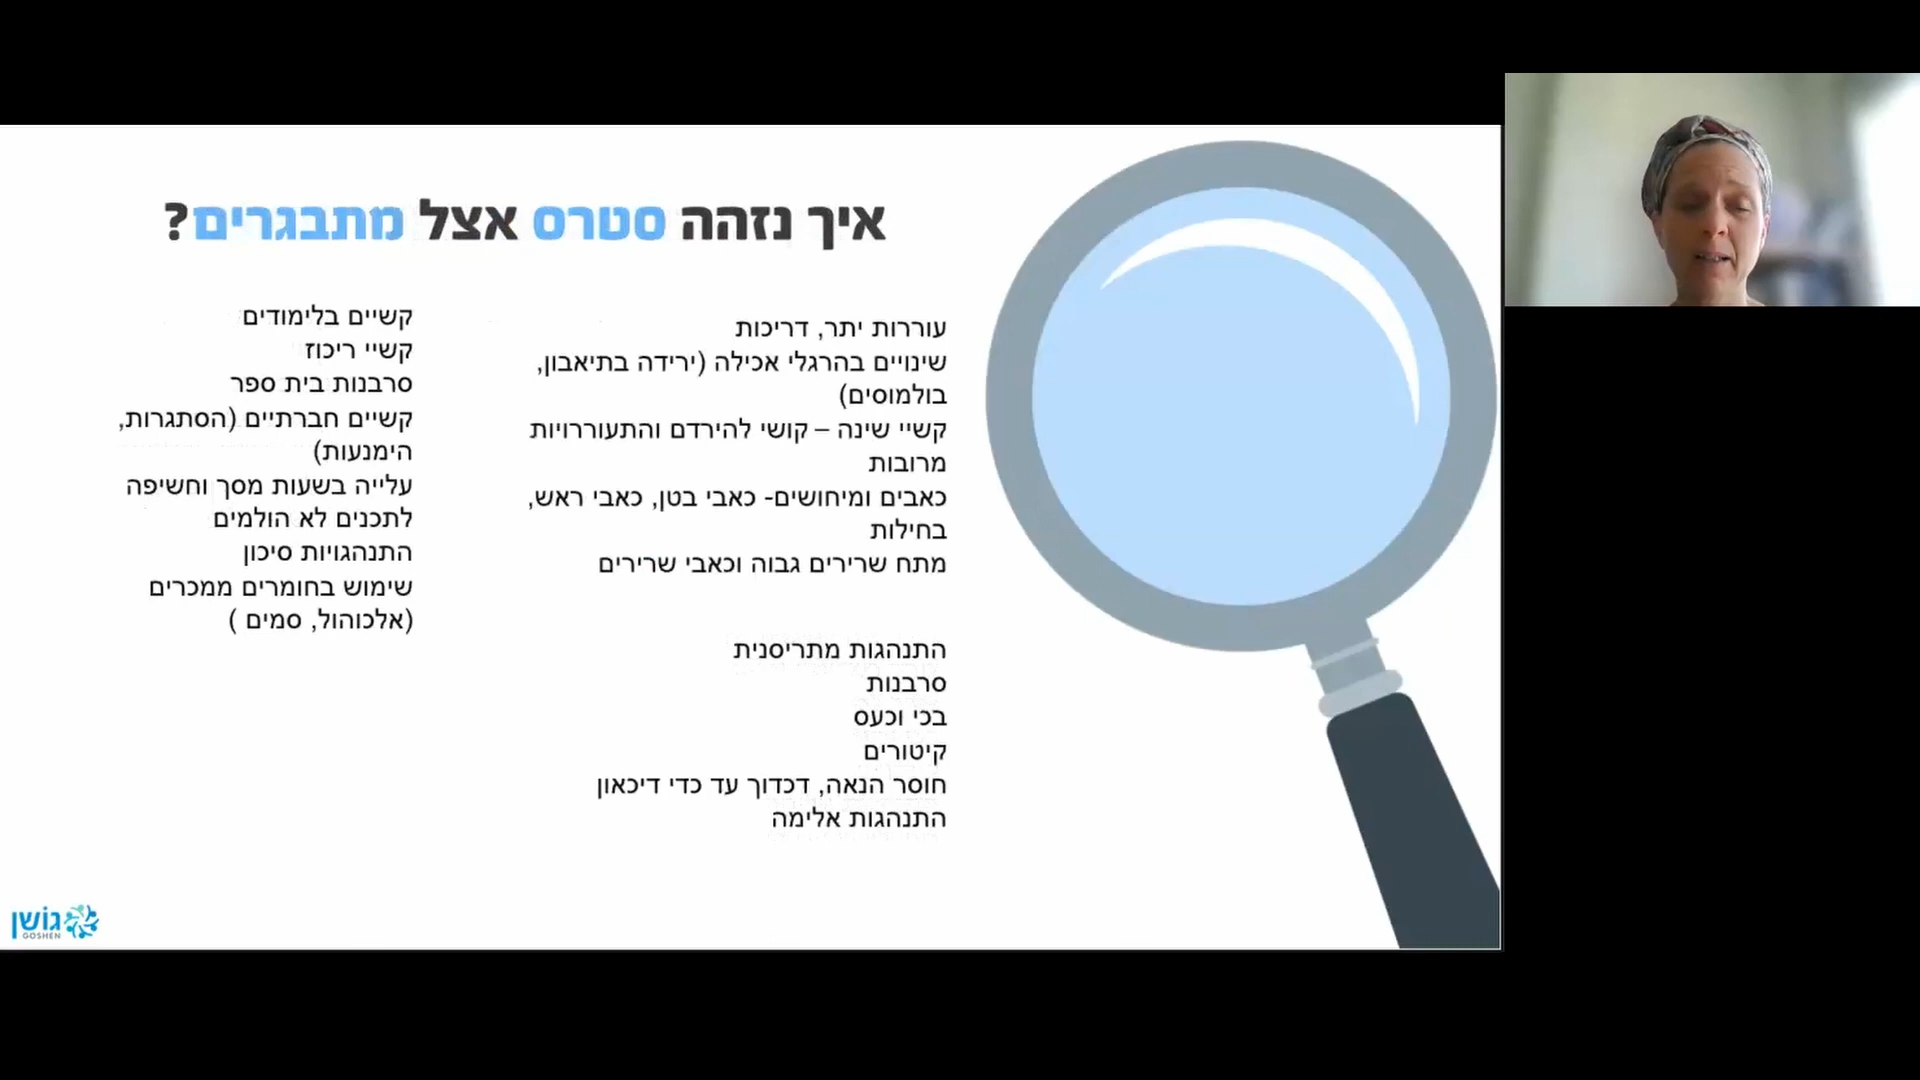 איך נזהה סטרס אצל מתבגרים?
עוררות יתר, דריכות
שינויים בהרגלי אכילה (ירידה בתיאבון,
בולמוסים)
קשיי שינה – קושי להירדם והתעוררויות
מרובות
כאבים ומיחושים- כאבי בטן, כאבי ראש,
בחילות
מתח שרירים גבוה וכאבי שרירים
התנהגות מתריסנית
סרבנות
בכי וכעס
קיטורים
חוסר הנאה, דכדוך עד כדי דיכאון
התנהגות אלימה
קשיים בלימודים
קשיי ריכוז
סרבנות בית ספר
קשיים חברתיים (הסתגרות,
הימנעות)
עלייה בשעות מסך וחשיפה
לתכנים לא הולמים
התנהגויות סיכון
שימוש בחומרים ממכרים
(אלכוהול, סמים )
גושן
GOSHEN